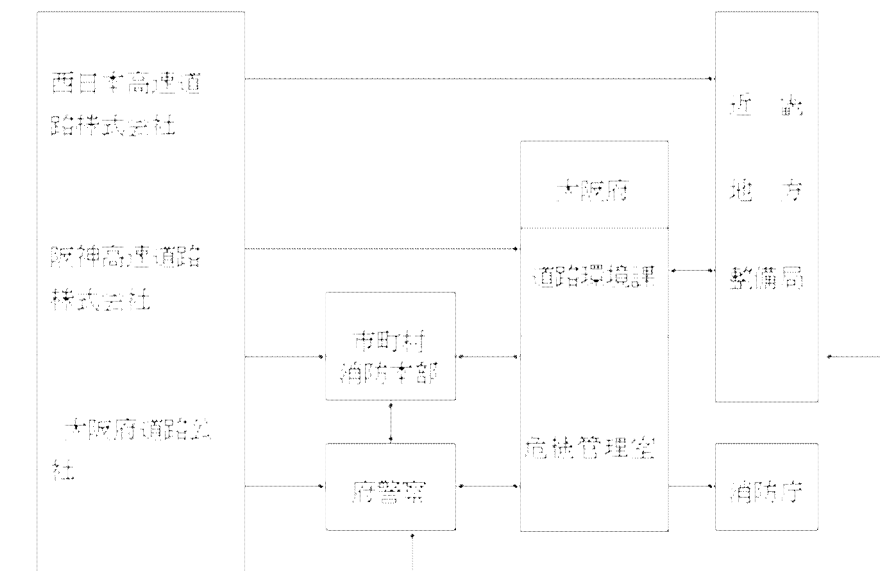 西日本高速道
路株式会社
阪神高速道路
株式会社
大阪府道路公
社
市町村
消防本部
府警察
大阪府
道路環境課
危機管理室
近　畿
地　方
整備局
消防庁